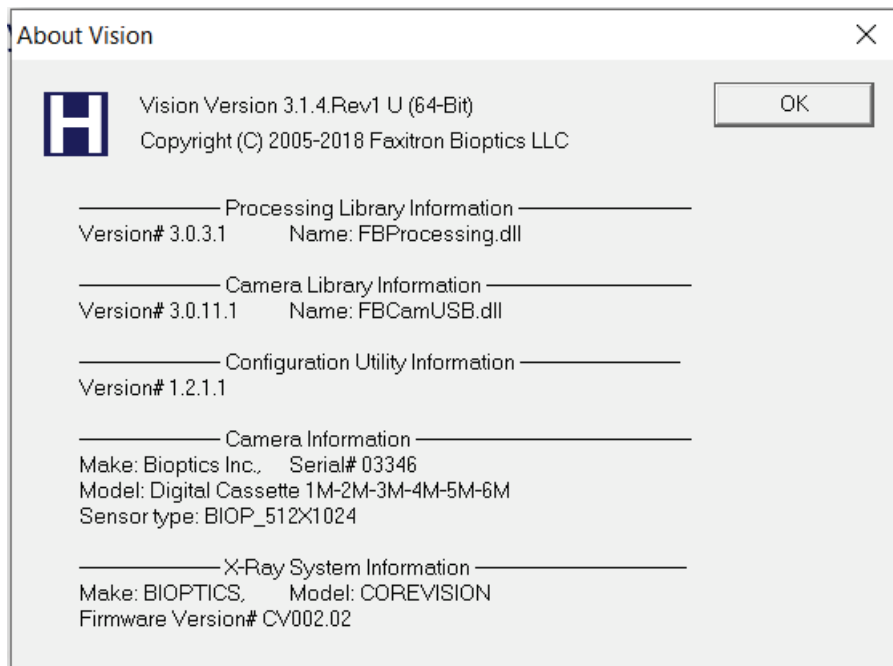 About Vision
H
Vision Version 3.1.4.Rev1 U (64-Bit)
OK
Copyright (C) 2005-2018 Faxitron Bioptics LLC
Processing Library Information
Version# 3.0.3.1 Name: FBProcessing.dll
Camera Library Information
Version# 3.0.11.1 Name: FBCamUSB.dll
Configuration Utility Information
Version# 1.2.1.1
Camera Information
Make: Bioptics Inc., Serial# 03346
Model: Digital Cassette 1M-2M-3M-4M-5M-6M
Sensor type: BIOP_512X1024
X-Ray System Information
Make: BIOPTICS, Model: COREVISION
Firmware Version# CV002.02